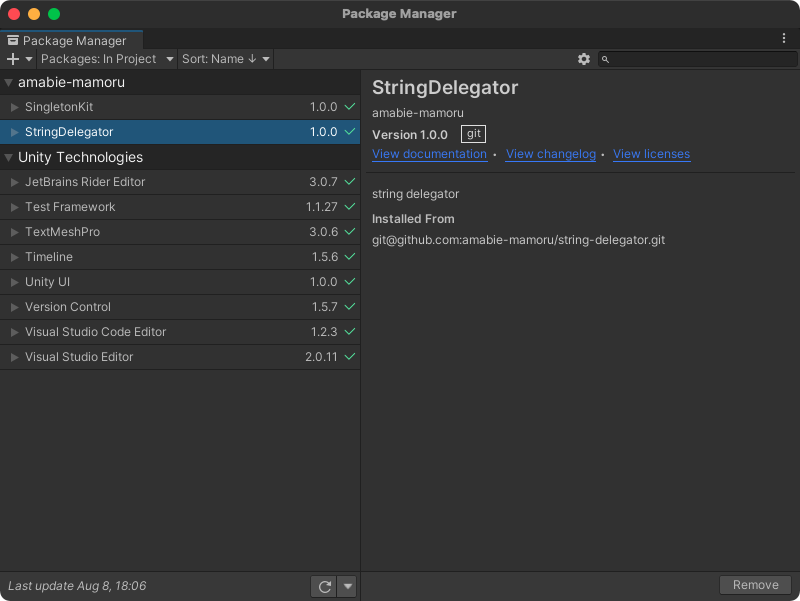 Package Manager
Package Manager
Packages: In Project
Sort: Name ↓
amabie-mamoru
SingletonKit 1.0.0
StringDelegator 1.0.0
Unity Technologies
JetBrains Rider Editor 3.0.7
Test Framework 1.1.27
TextMeshPro 3.0.6
Timeline 1.5.6
Unity UI 1.0.0
Version Control 1.5.7
Visual Studio Code Editor 1.2.3
Visual Studio Editor 2.0.11
Last update Aug 8, 18:06
StringDelegator
amabie-mamoru
Version 1.0.0 git
View documentation • View changelog • View licenses
string delegator
Installed From
git@github.com:amabie-mamoru/string-delegator.git
Remove